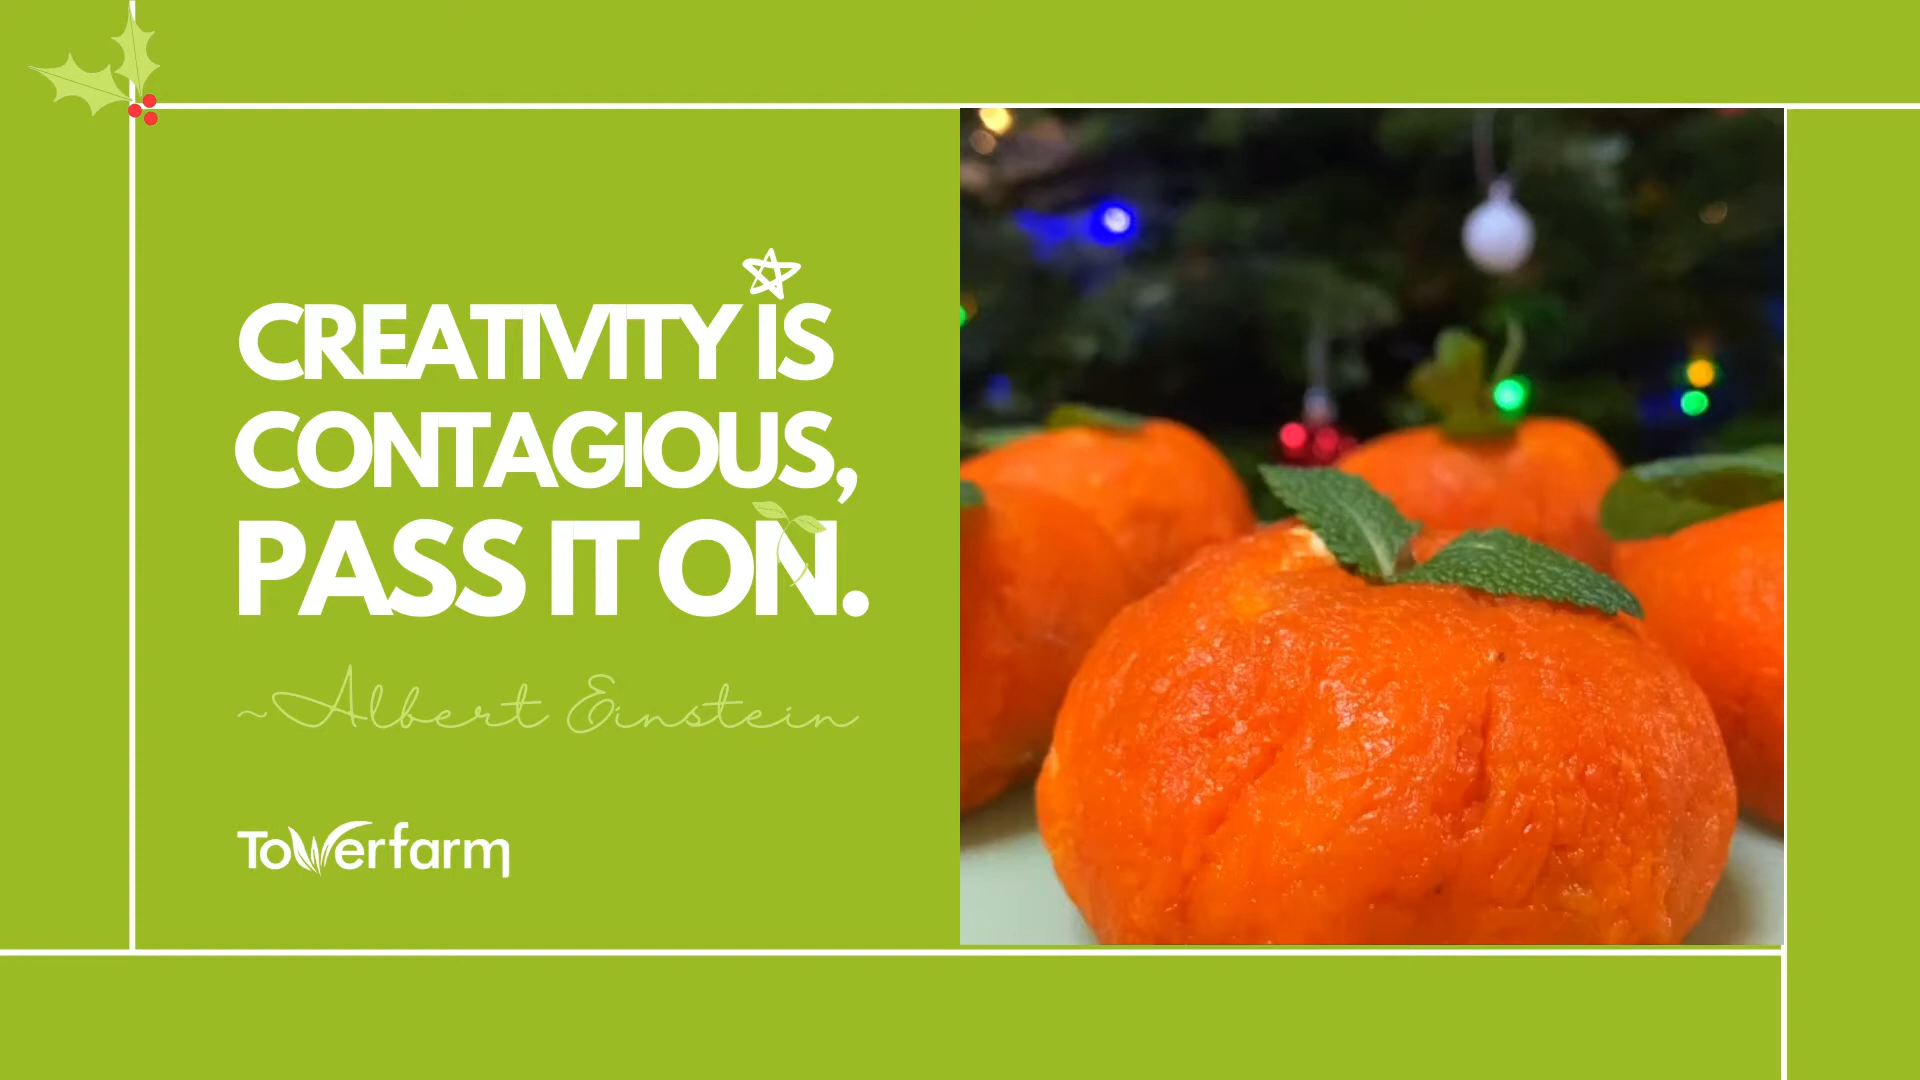 CREATIVITY IS
CONTAGIOUS,
PASS IT ON.
~Albert Einstein
Towerfarm